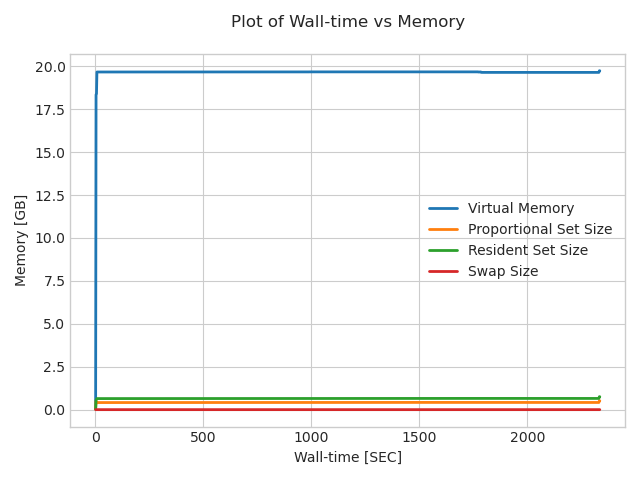 Plot of Wall-time vs Memory
20.0
17.5
15.0
12.5
10.0
7.5
5.0
2.5
0.0
Memory [GB]
Virtual Memory
Proportional Set Size
Resident Set Size
Swap Size
0
500
1000
1500
2000
Wall-time [SEC]